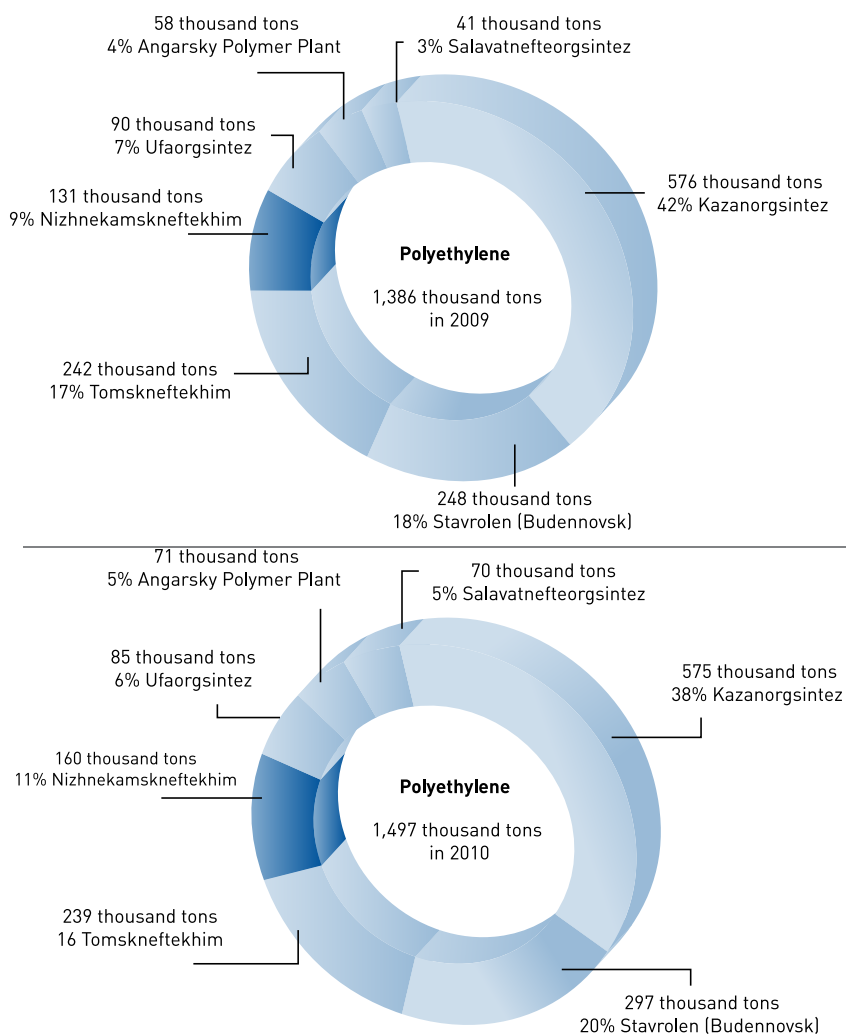 58 thousand tons
4% Angarsky Polymer Plant
41 thousand tons
3% Salavatnefteorgsintez
90 thousand tons
7% Ufaorgsintez
131 thousand tons
9% Nizhnekamskneftekhim
576 thousand tons
42% Kazanorgsintez
Polyethylene
1,386 thousand tons
in 2009
242 thousand tons
17% Tomskneftekhim
248 thousand tons
18% Stavrolen (Budennovsk)
71 thousand tons
5% Angarsky Polymer Plant
70 thousand tons
5% Salavatnefteorgsintez
85 thousand tons
6% Ufaorgsintez
575 thousand tons
38% Kazanorgsintez
160 thousand tons
11% Nizhnekamskneftekhim
Polyethylene
1,497 thousand tons
in 2010
239 thousand tons
16 Tomskneftekhim
297 thousand tons
20% Stavrolen (Budennovsk)